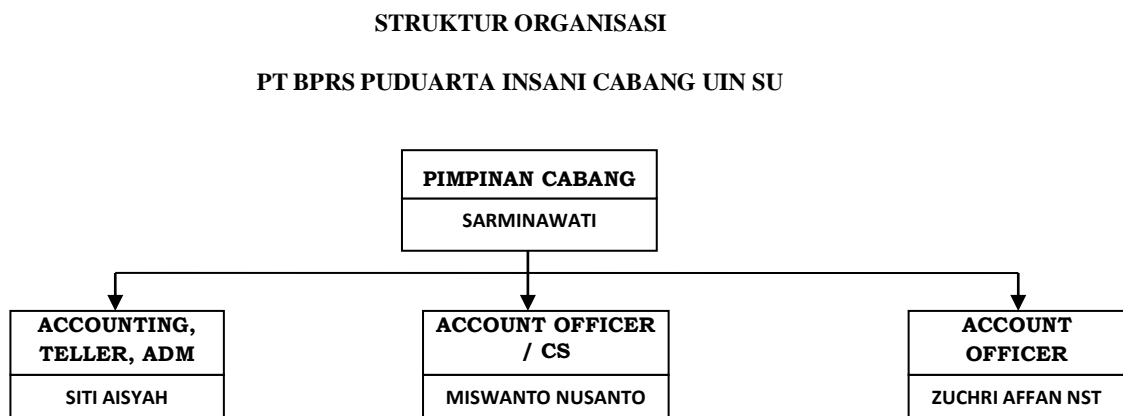 STRUKTUR ORGANISASI
PT BPRS PUDUARTA INSANI CABANG UIN SU
PIMPINAN CABANG
SARMINAWATI
ACCOUNTING,
TELLER, ADM
SITI AISYAH
ACCOUNT OFFICER
/ CS
MISWANTO NUSANTO
ACCOUNT
OFFICER
ZUCHRI AFFAN NST